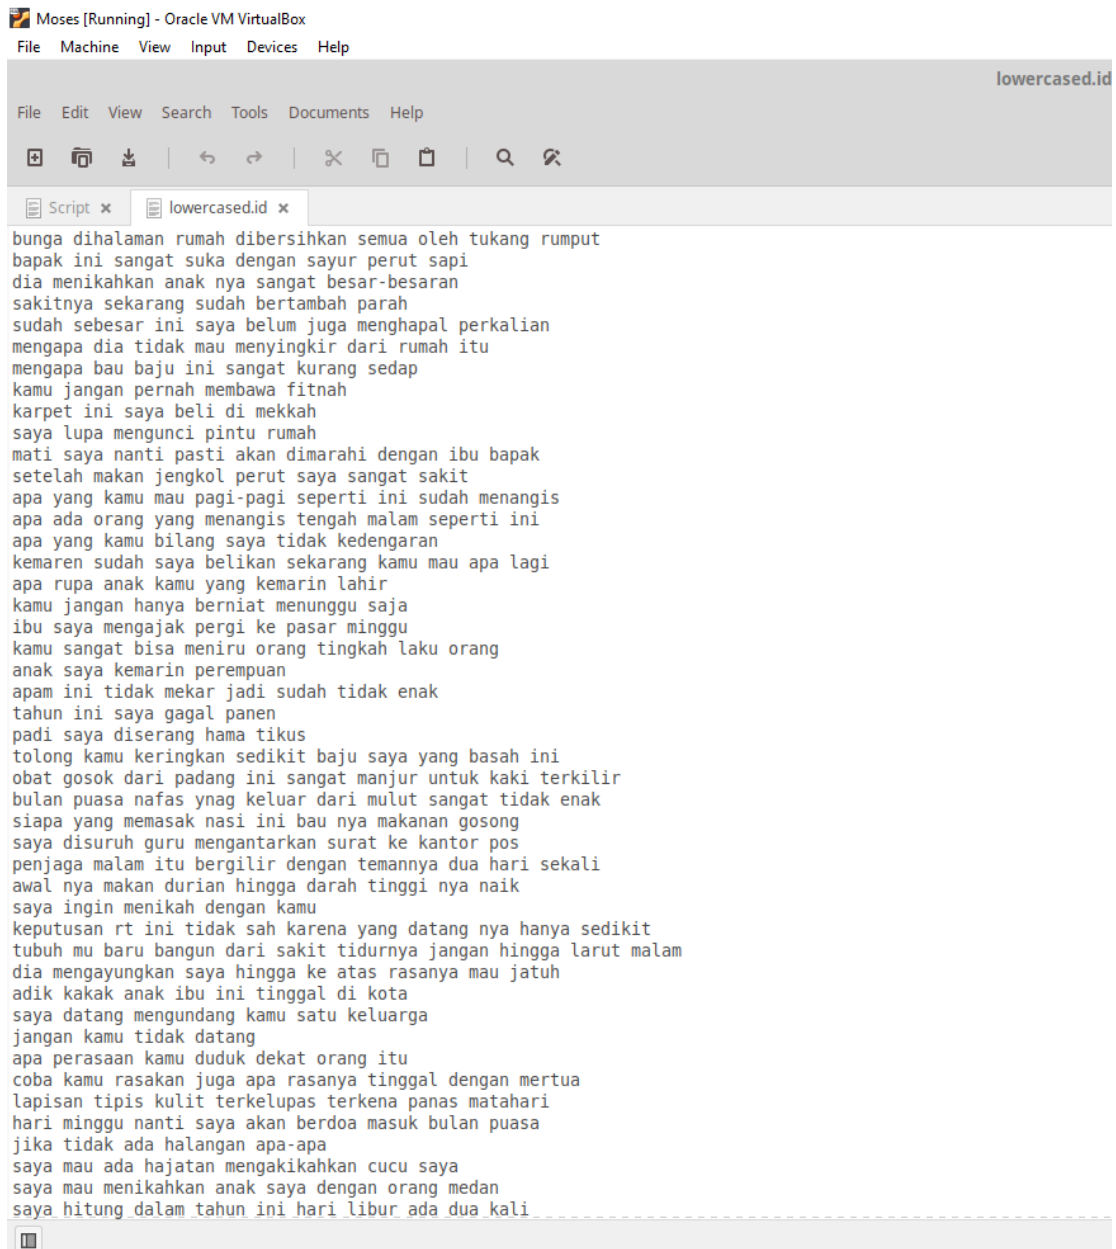 Moses [Running] - Oracle VM VirtualBox
File Machine View Input Devices Help
lowercased.id
File Edit View Search Tools Documents Help
Script × lowercased.id ×
bunga dihalaman rumah dibersihkan semua oleh tukang rumput
bapak ini sangat suka dengan sayur perut sapi
dia menikahkan anak nya sangat besar-besaran
sakitnya sekarang sudah bertambah parah
sudah sebesar ini saya belum juga menghapal perkalian
mengapa dia tidak mau menyingkir dari rumah itu
mengapa bau baju ini sangat kurang sedap
kamu jangan pernah membawa fitnah
karpet ini saya beli di mekkah
saya lupa mengunci pintu rumah
mati saya nanti pasti akan dimarahi dengan ibu bapak
setelah makan jengkol perut saya sangat sakit
apa yang kamu mau pagi-pagi seperti ini sudah menangis
apa ada orang yang menangis tengah malam seperti ini
apa yang kamu bilang saya tidak kedengaran
kemaren sudah saya belikan sekarang kamu mau apa lagi
apa rupa anak kamu yang kemarin lahir
kamu jangan hanya berniat menunggu saja
ibu saya mengajak pergi ke pasar minggu
kamu sangat bisa meniru orang tingkah laku orang
anak saya kemarin perempuan
apam ini tidak mekar jadi sudah tidak enak
tahun ini saya gagal panen
padi saya diserang hama tikus
tolong kamu keringkan sedikit baju saya yang basah ini
obat gosok dari padang ini sangat manjur untuk kaki terkilir
bulan puasa nafas ynag keluar dari mulut sangat tidak enak
siapa yang memasak nasi ini bau nya makanan gosong
saya disuruh guru mengantarkan surat ke kantor pos
penjaga malam itu bergilir dengan temannya dua hari sekali
awal nya makan durian hingga darah tinggi nya naik
saya ingin menikah dengan kamu
keputusan rt ini tidak sah karena yang datang nya hanya sedikit
tubuh mu baru bangun dari sakit tidurnya jangan hingga larut malam
dia mengayungkan saya hingga ke atas rasanya mau jatuh
adik kakak anak ibu ini tinggal di kota
saya datang mengundang kamu satu keluarga
jangan kamu tidak datang
apa perasaan kamu duduk dekat orang itu
coba kamu rasakan juga apa rasanya tinggal dengan mertua
lapisan tipis kulit terkelupas terkena panas matahari
hari minggu nanti saya akan berdoa masuk bulan puasa
jika tidak ada halangan apa-apa
saya mau ada hajatan mengakikahkan cucu saya
saya mau menikahkan anak saya dengan orang medan
saya hitung dalam tahun ini hari libur ada dua kali